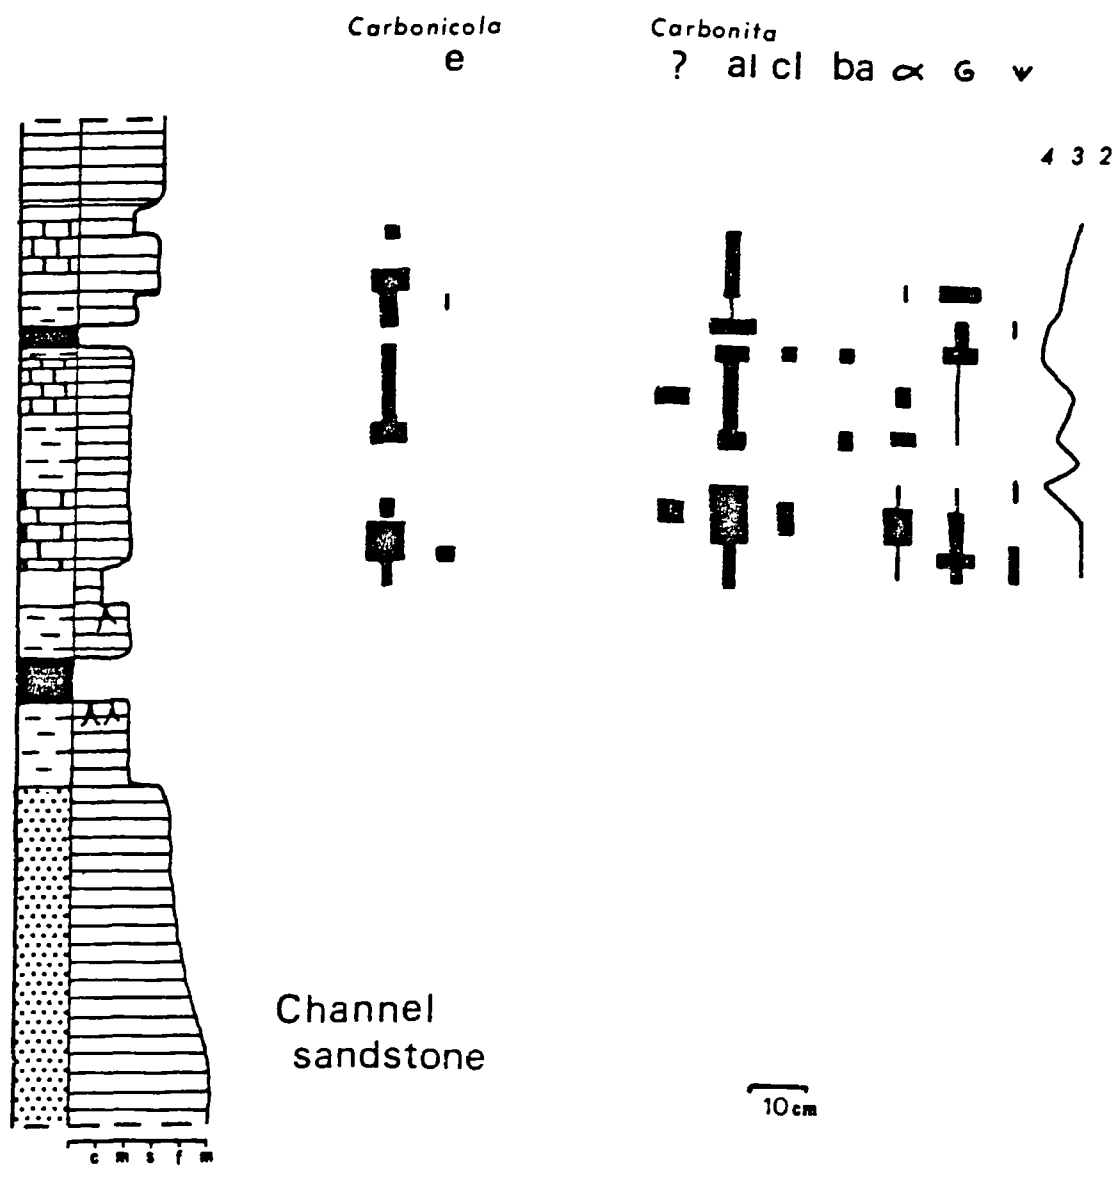 Carbonicola Carbonita
e ? al cl ba ∝ G ψ
4 3 2
Channel
sandstone
10cm
c m s f m